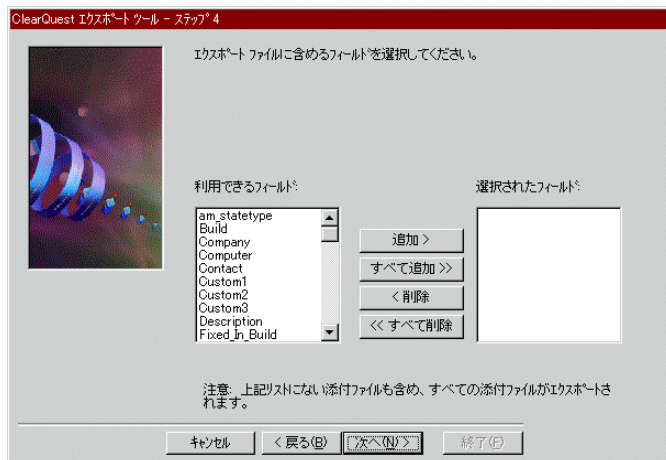 ClearQuest エクスポート ツール - ステップ 4
エクスポート ファイルに含めるフィールドを選択してください。
利用できるフィールド:
選択されたフィールド:
am_statetype
Build
Company
Computer
Contact
Custom1
Custom2
Custom3
Description
Fixed_In_Build
追加 >
すべて追加 >>
< 削除
<< すべて削除
注意: 上記リストにない添付ファイルも含め、すべての添付ファイルがエクスポートさ
れます。
キャンセル
< 戻る(B)
次へ(N) >
終了(F)